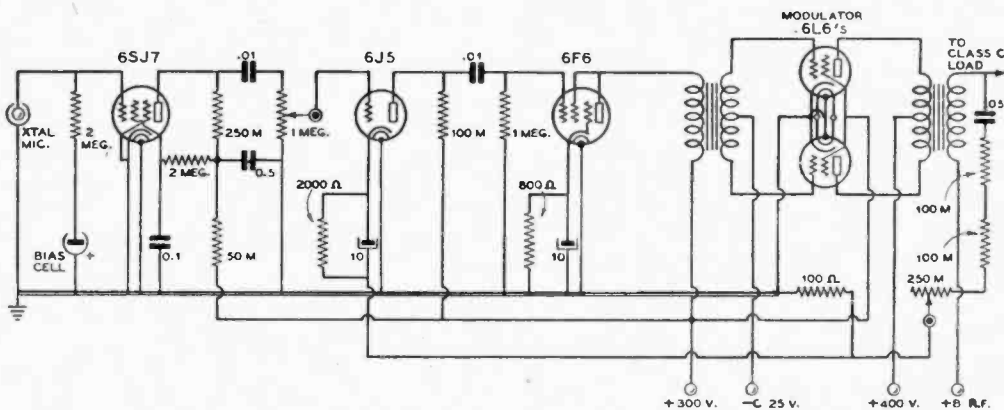 MODULATOR
6L6's
TO
CLASS C
LOAD
6SJ7
.01
6J5
.01
6F6
XTAL
MIC.
2
MEG.
250 M
1 MEG.
100 M
1 MEG.
.05
2 MEG.
0.5
2000 Ω
800 Ω
100 M
BIAS
CELL
+
0.1
50 M
10
10
100 M
100 Ω
250 M
+300 V.
-C 25 V.
+400 V.
+B R.F.